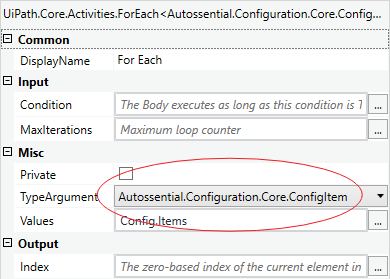 UiPath.Core.Activities.ForEach<Autossential.Configuration.Core.Config...
Common
DisplayName For Each
Input
Condition The Body executes as long as this condition is T ...
MaxIterations Maximum loop counter ...
Misc
Private
TypeArgument Autossential.Configuration.Core.ConfigItem
Values Config.Items ...
Output
Index The zero-based index of the current element in ...